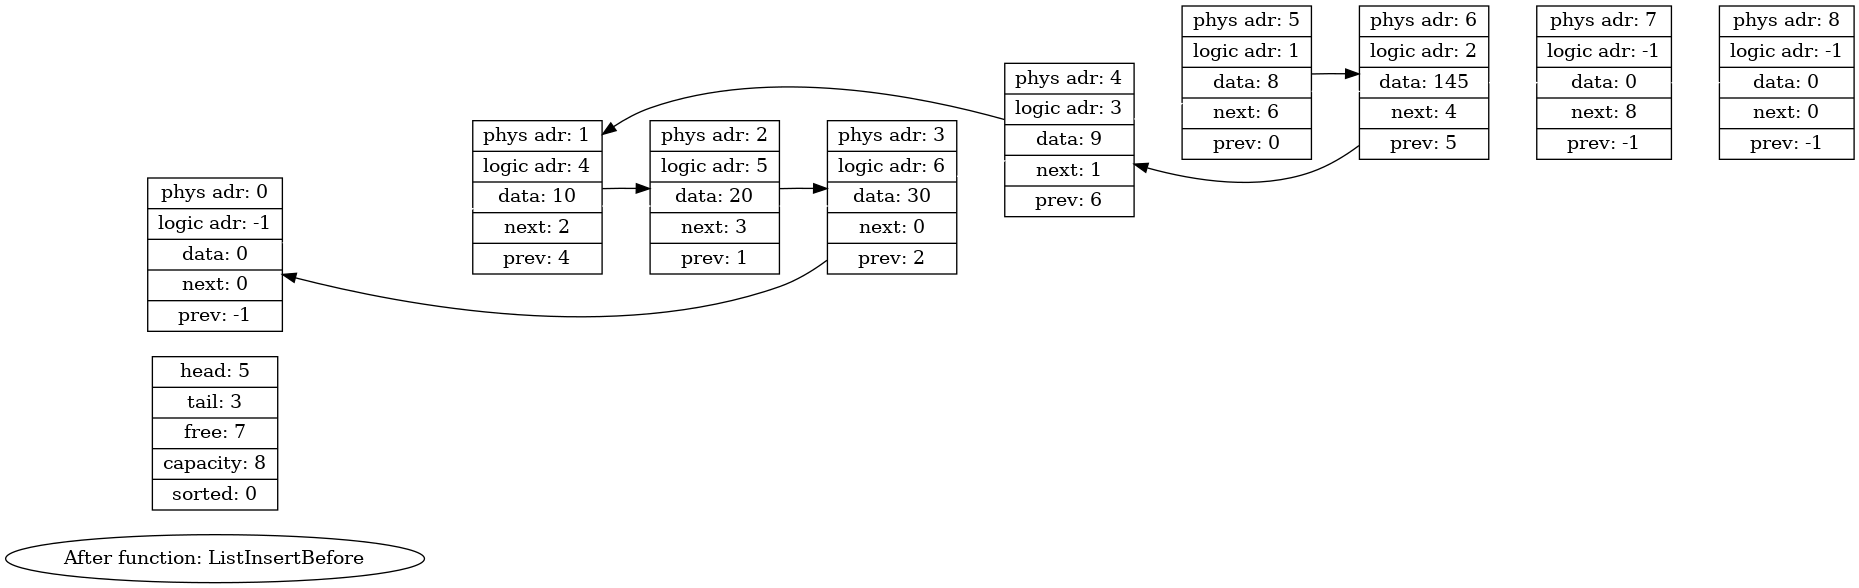 phys adr: 0
logic adr: -1
data: 0
next: 0
prev: -1
head: 5
tail: 3
free: 7
capacity: 8
sorted: 0
After function: ListInsertBefore
phys adr: 1
logic adr: 4
data: 10
next: 2
prev: 4
phys adr: 2
logic adr: 5
data: 20
next: 3
prev: 1
phys adr: 3
logic adr: 6
data: 30
next: 0
prev: 2
phys adr: 4
logic adr: 3
data: 9
next: 1
prev: 6
phys adr: 5
logic adr: 1
data: 8
next: 6
prev: 0
phys adr: 6
logic adr: 2
data: 145
next: 4
prev: 5
phys adr: 7
logic adr: -1
data: 0
next: 8
prev: -1
phys adr: 8
logic adr: -1
data: 0
next: 0
prev: -1